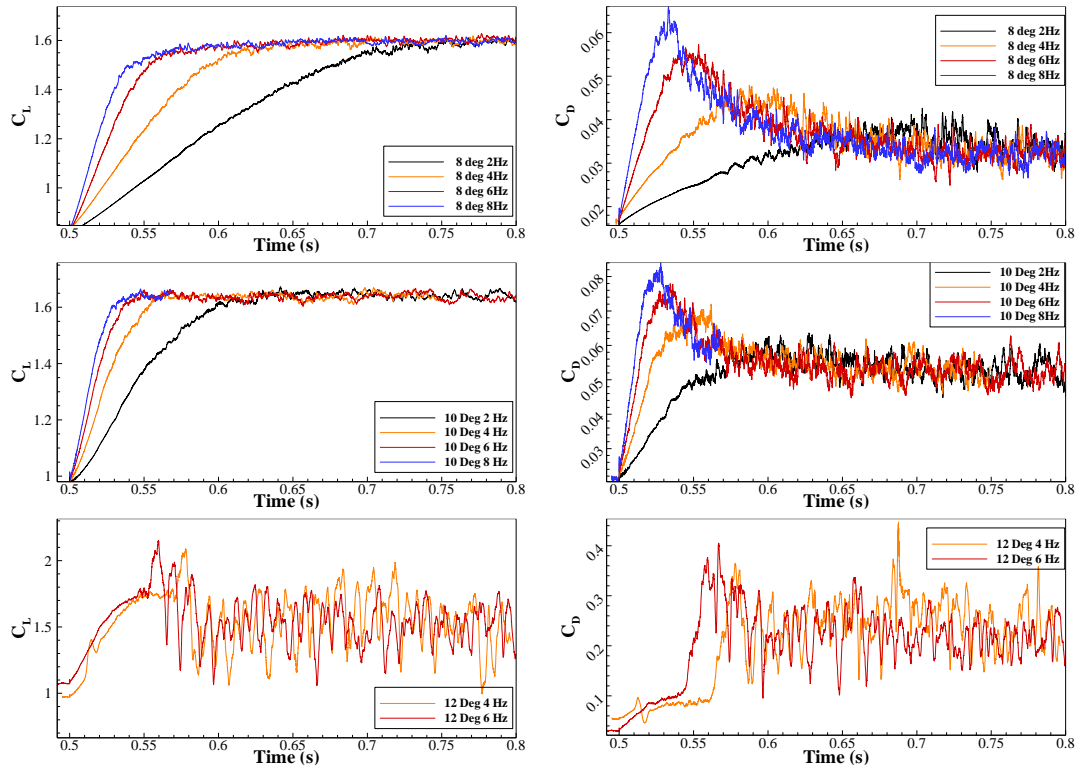 C_L
1.6
1.4
1.2
1
0.5 0.55 0.6 0.65 0.7 0.75 0.8
Time (s)
8 deg 2Hz
8 deg 4Hz
8 deg 6Hz
8 deg 8Hz
C_D
0.06
0.05
0.04
0.03
0.02
0.5 0.55 0.6 0.65 0.7 0.75 0.8
Time (s)
8 deg 2Hz
8 deg 4Hz
8 deg 6Hz
8 deg 8Hz
C_L
1.6
1.4
1.2
1
0.5 0.55 0.6 0.65 0.7 0.75 0.8
Time (s)
10 Deg 2 Hz
10 Deg 4 Hz
10 Deg 6 Hz
10 Deg 8 Hz
C_D
0.08
0.07
0.06
0.05
0.04
0.03
0.5 0.55 0.6 0.65 0.7 0.75 0.8
Time (s)
10 Deg 2Hz
10 Deg 4Hz
10 Deg 6Hz
10 Deg 8Hz
C_L
2
1.5
1
0.5 0.55 0.6 0.65 0.7 0.75 0.8
Time (s)
12 Deg 4 Hz
12 Deg 6 Hz
C_D
0.4
0.3
0.2
0.1
0.5 0.55 0.6 0.65 0.7 0.75 0.8
Time (s)
12 Deg 4 Hz
12 Deg 6 Hz